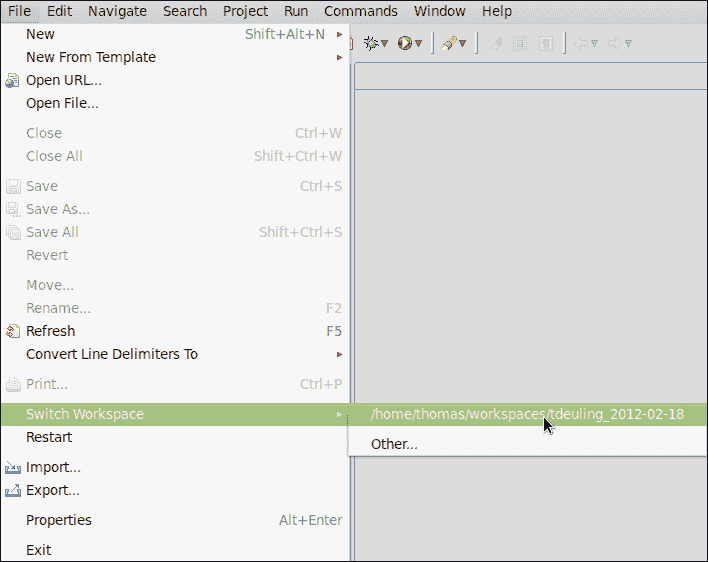 File Edit Navigate Search Project Run Commands Window Help
New Shift+Alt+N
New From Template
Open URL...
Open File...
Close Ctrl+W
Close All Shift+Ctrl+W
Save Ctrl+S
Save As...
Save All Shift+Ctrl+S
Revert
Move...
Rename... F2
Refresh F5
Convert Line Delimiters To
Print... Ctrl+P
Switch Workspace /home/thomas/workspaces/tdeuling_2012-02-18
Restart
Other...
Import...
Export...
Properties Alt+Enter
Exit